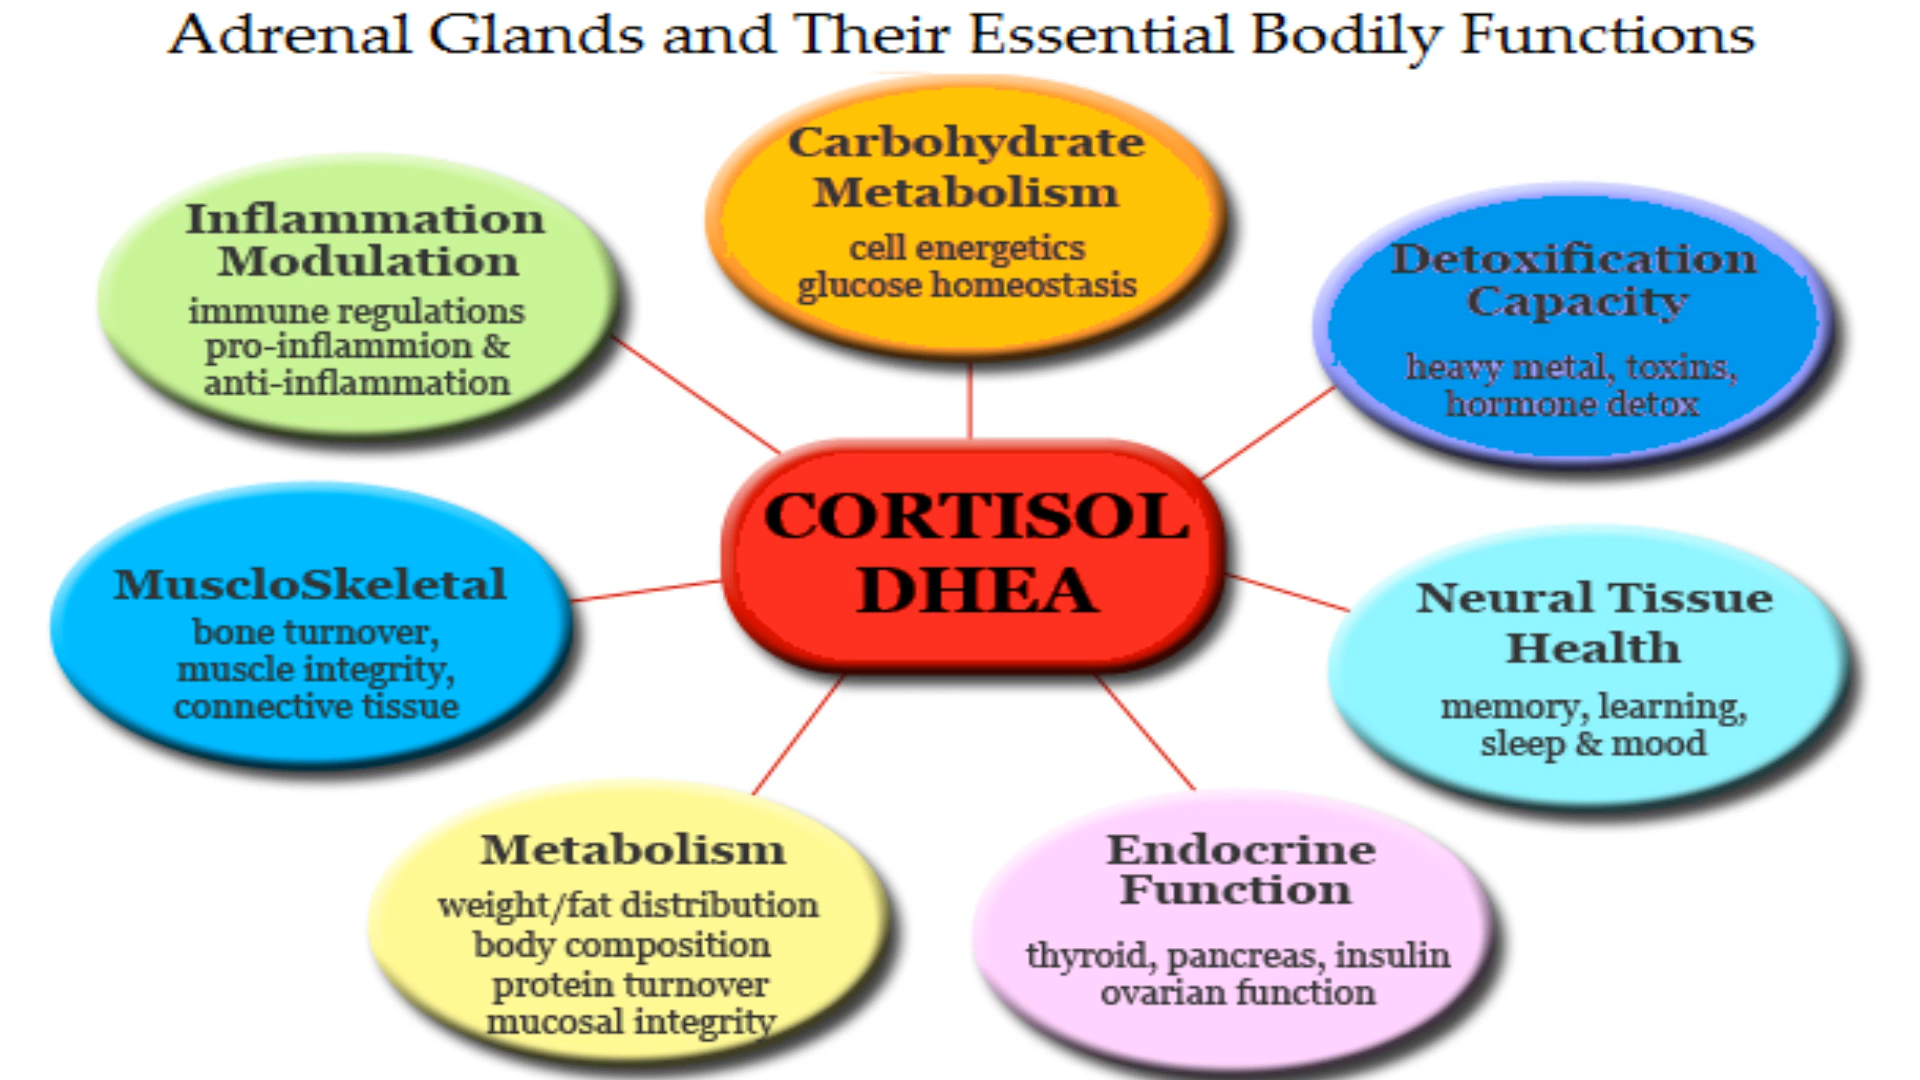 Adrenal Glands and Their Essential Bodily Functions
Carbohydrate
Metabolism
cell energetics
glucose homeostasis
Inflammation
Modulation
immune regulations
pro-inflammion &
anti-inflammation
Detoxification
Capacity
heavy metal, toxins,
hormone detox
CORTISOL
DHEA
MuscloSkeletal
bone turnover,
muscle integrity,
connective tissue
Neural Tissue
Health
memory, learning,
sleep & mood
Metabolism
weight/fat distribution
body composition
protein turnover
mucosal integrity
Endocrine
Function
thyroid, pancreas, insulin
ovarian function